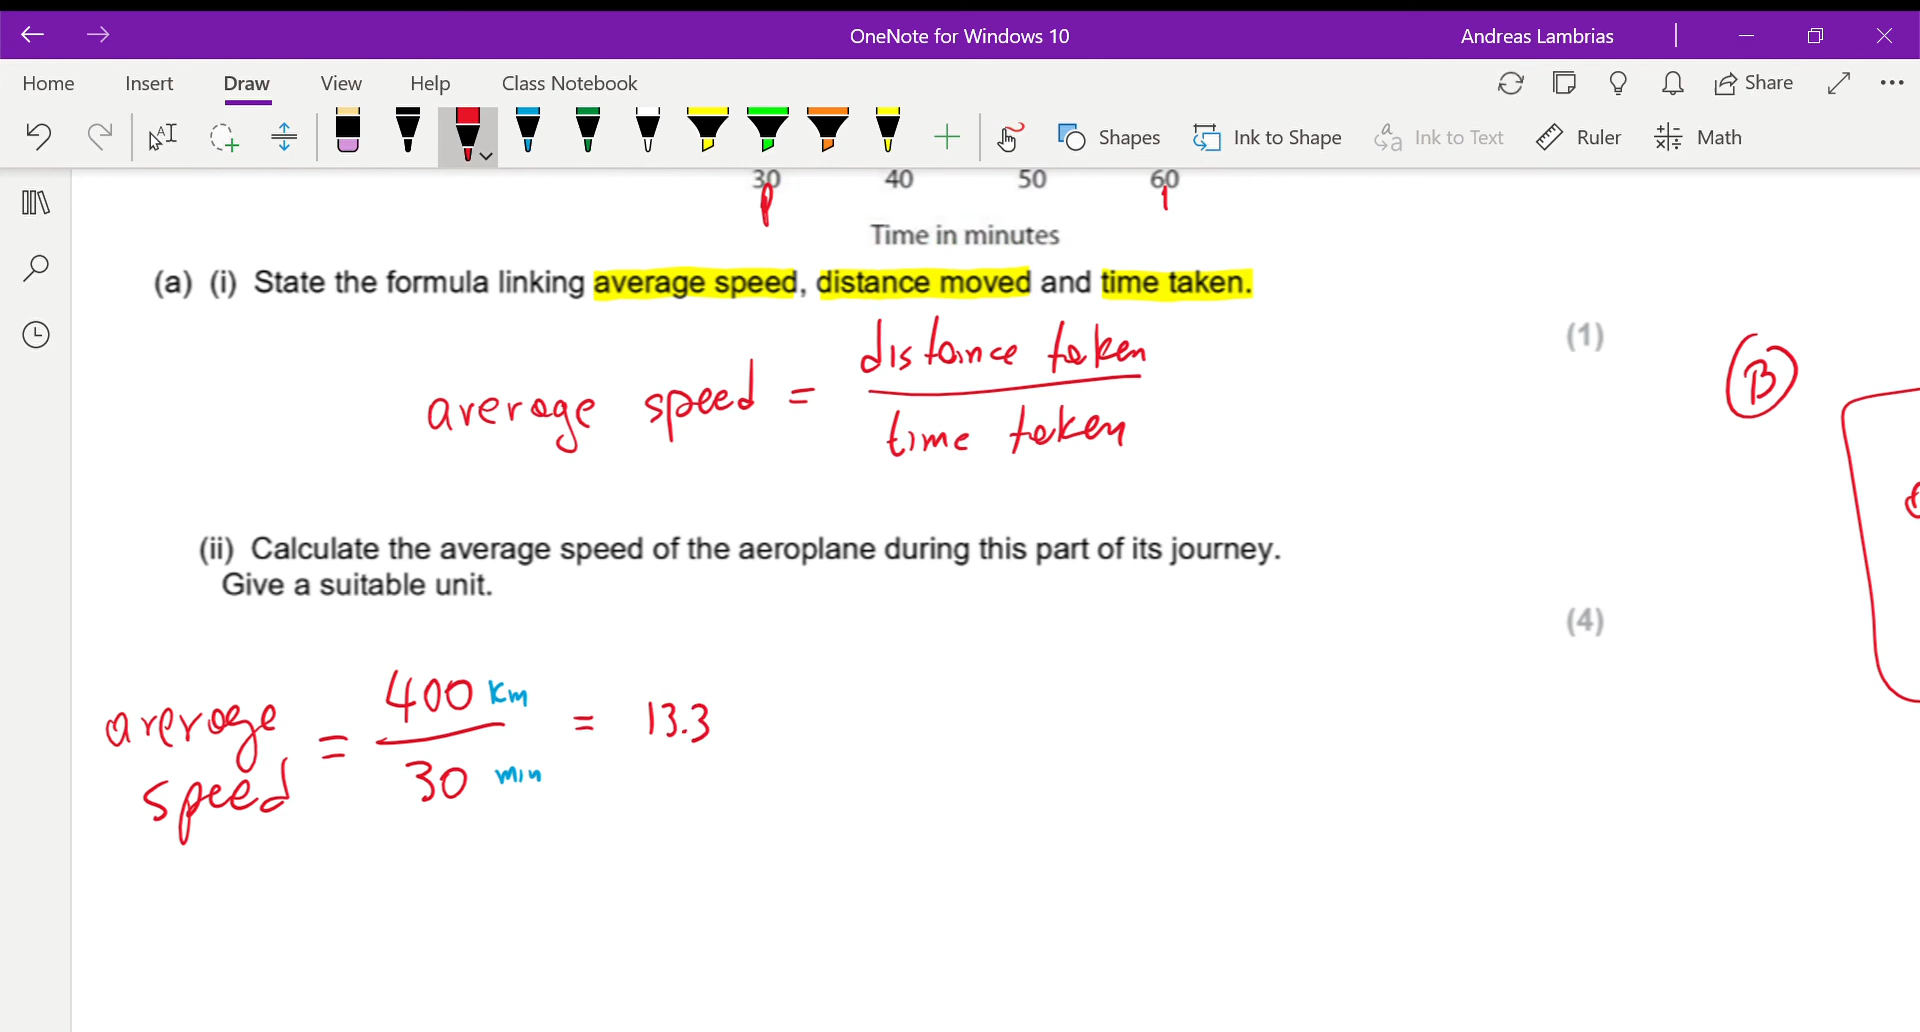 OneNote for Windows 10
Andreas Lambrias
Home Insert Draw View Help Class Notebook
Share
Shapes Ink to Shape Ink to Text Ruler Math
30 40 50 60
Time in minutes
(a) (i) State the formula linking average speed, distance moved and time taken.
(1)
average speed = distance taken
time taken
B
(ii) Calculate the average speed of the aeroplane during this part of its journey.
Give a suitable unit.
(4)
average speed = 400 km
30 min
= 13.3